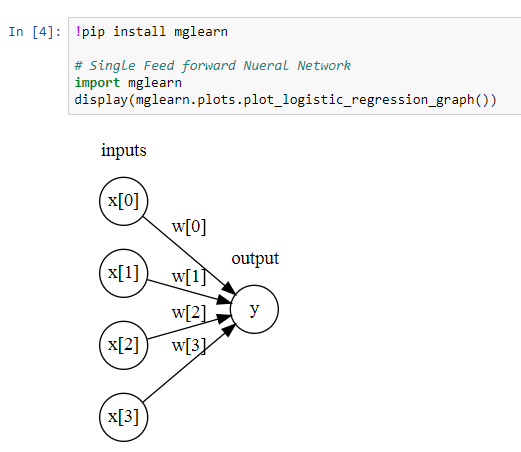 In [4]: !pip install mglearn
# Single Feed forward Nueral Network
import mglearn
display(mglearn.plots.plot_logistic_regression_graph())
inputs
x[0]
w[0]
output
x[1]
w[1]
y
w[2]
x[2]
w[3]
x[3]